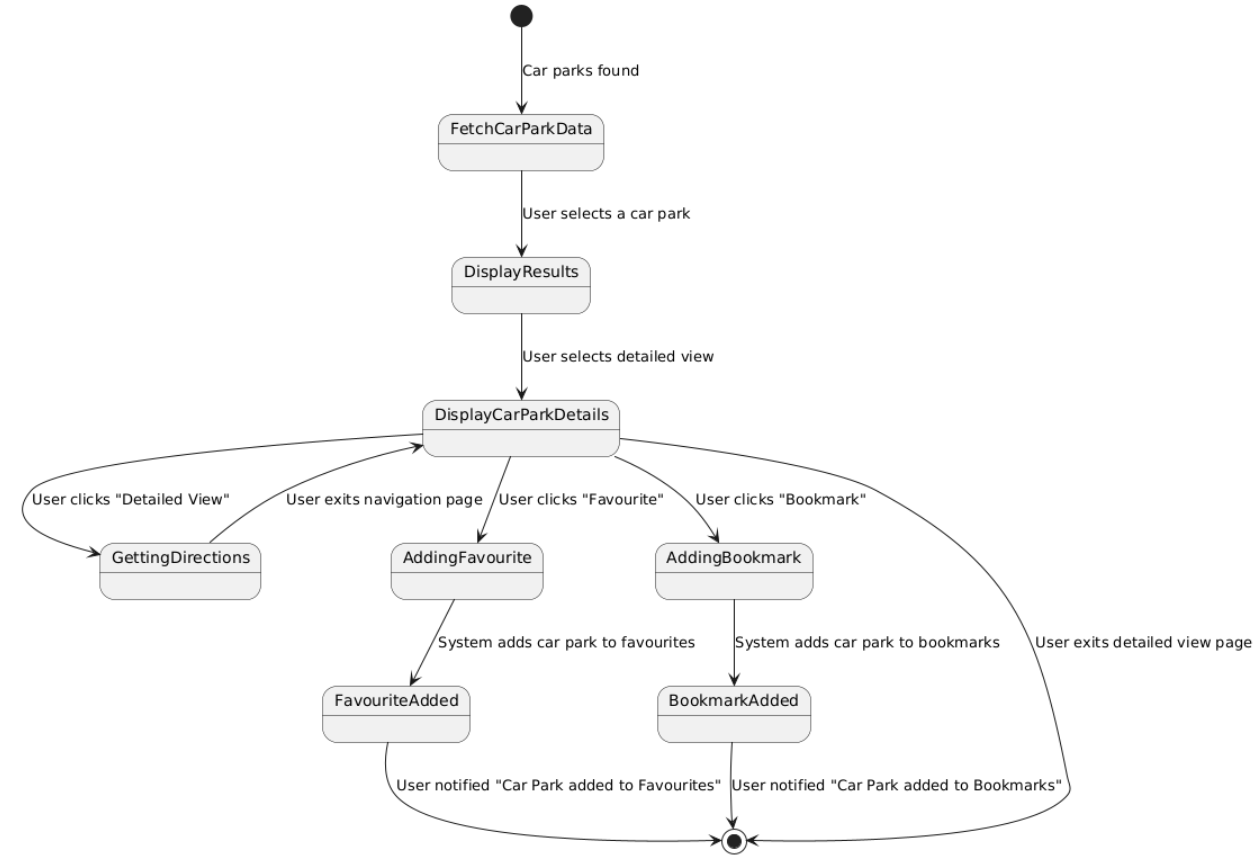 Car parks found
FetchCarParkData
User selects a car park
DisplayResults
User selects detailed view
DisplayCarParkDetails
User clicks "Detailed View"
User exits navigation page
User clicks "Favourite"
User clicks "Bookmark"
GettingDirections
AddingFavourite
AddingBookmark
System adds car park to favourites
System adds car park to bookmarks
User exits detailed view page
FavouriteAdded
BookmarkAdded
User notified "Car Park added to Favourites"
User notified "Car Park added to Bookmarks"